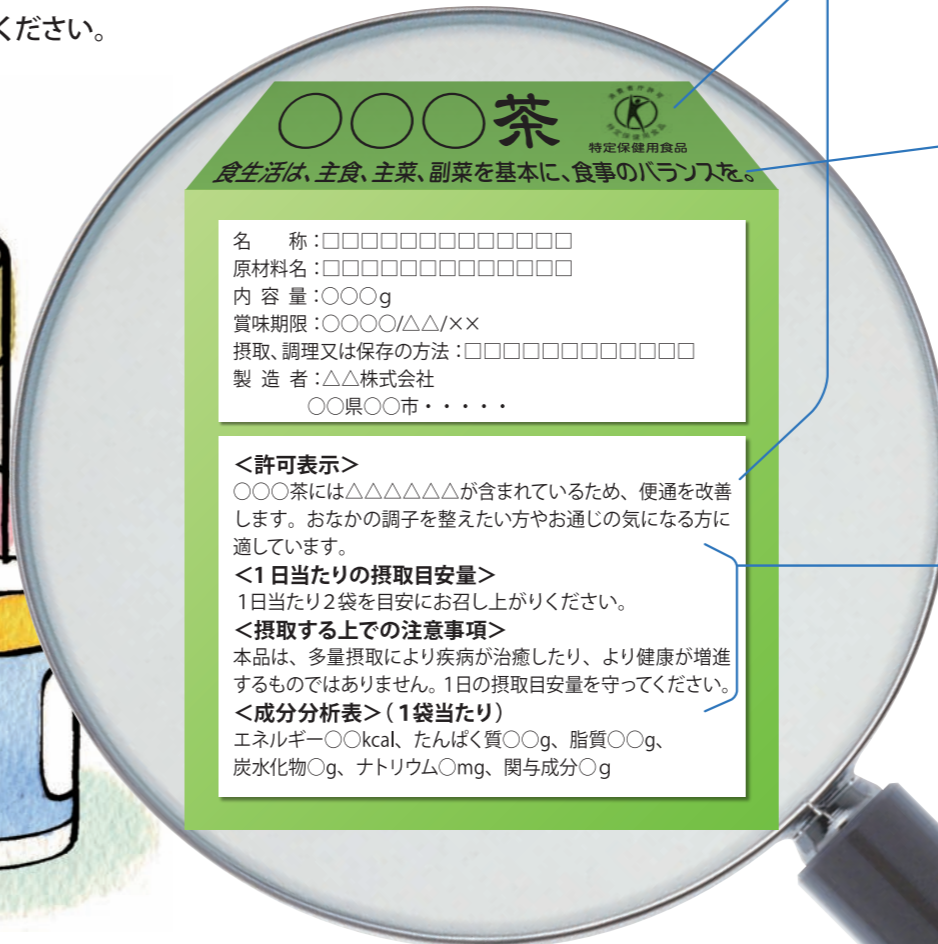 ください。
○○○茶
消費者庁許可
特定保健用食品
特定保健用食品
食生活は、主食、主菜、副菜を基本に、食事のバランスを。
名　　称：□□□□□□□□□□□□□
原材料名：□□□□□□□□□□□□□
内 容 量：○○○g
賞味期限：○○○○/△△/××
摂取、調理又は保存の方法：□□□□□□□□□□□□
製 造 者：△△株式会社
○○県○○市・・・・・
＜許可表示＞
○○○茶には△△△△△△が含まれているため、便通を改善
します。おなかの調子を整えたい方やお通じの気になる方に
適しています。
＜1日当たりの摂取目安量＞
1日当たり2袋を目安にお召し上がりください。
＜摂取する上での注意事項＞
本品は、多量摂取により疾病が治癒したり、より健康が増進
するものではありません。1日の摂取目安量を守ってください。
＜成分分析表＞（1袋当たり）
エネルギー○○kcal、たんぱく質○○g、脂質○○g、
炭水化物○g、ナトリウム○mg、関与成分○g